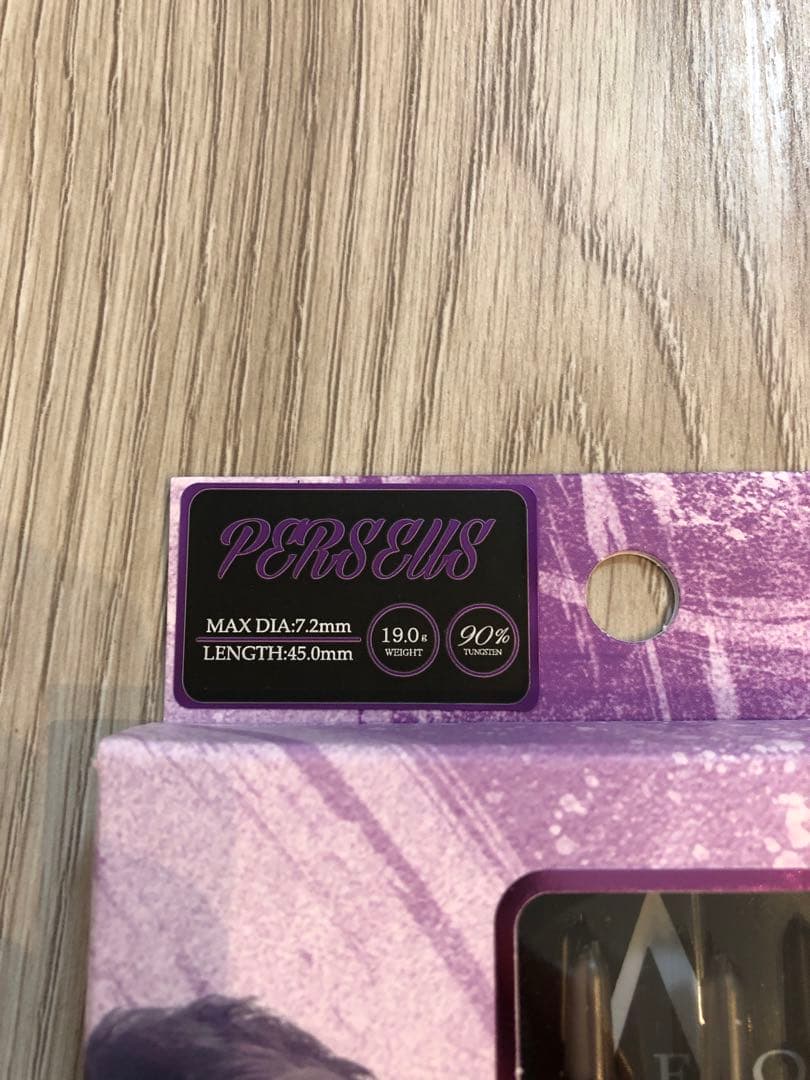 PERSEUS
MAX DIA:7.2mm
LENGTH:45.0mm
19.0g
WEIGHT
90%
TUNGSTEN